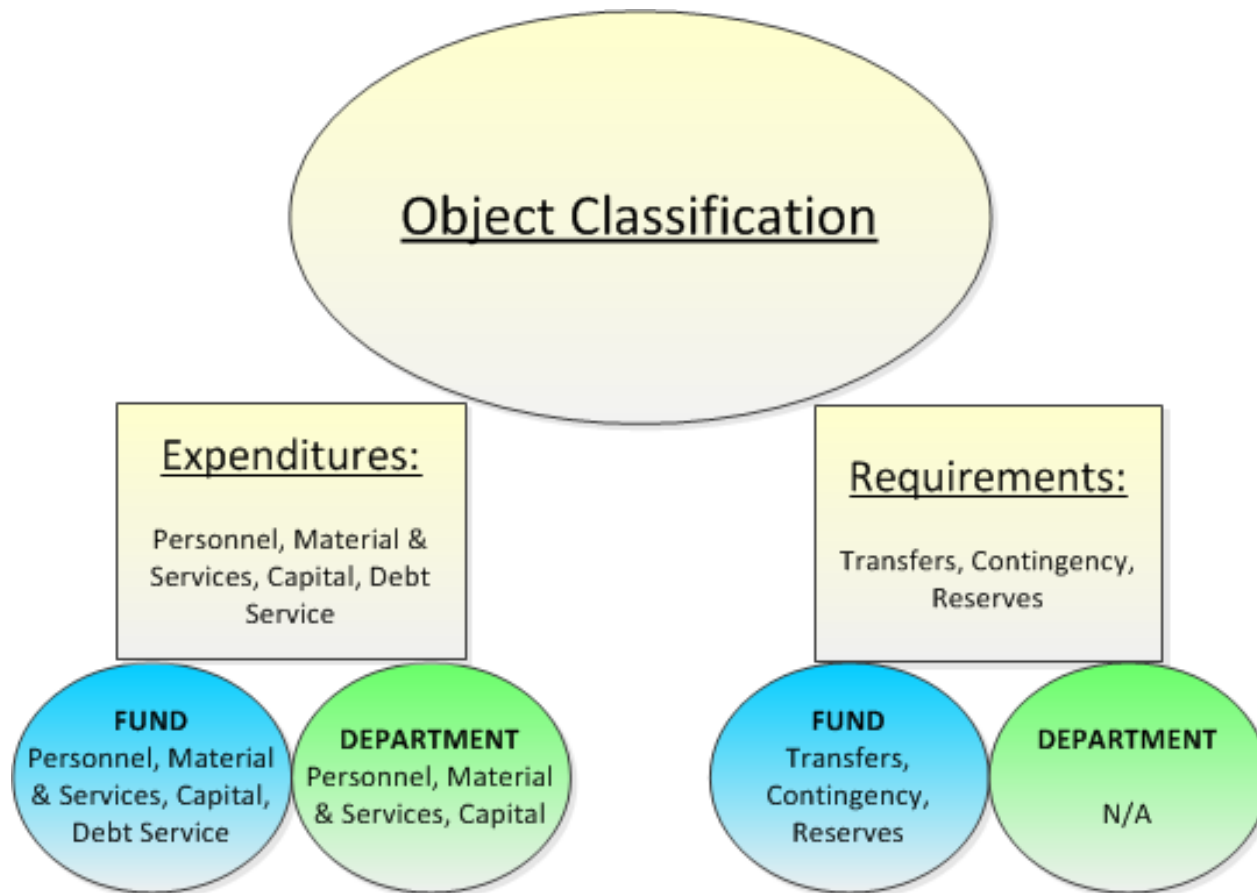 Object Classification
Expenditures:
Personnel, Material &
Services, Capital, Debt
Service
Requirements:
Transfers, Contingency,
Reserves
FUND
Personnel, Material
& Services, Capital,
Debt Service
DEPARTMENT
Personnel, Material
& Services, Capital
FUND
Transfers,
Contingency,
Reserves
DEPARTMENT
N/A